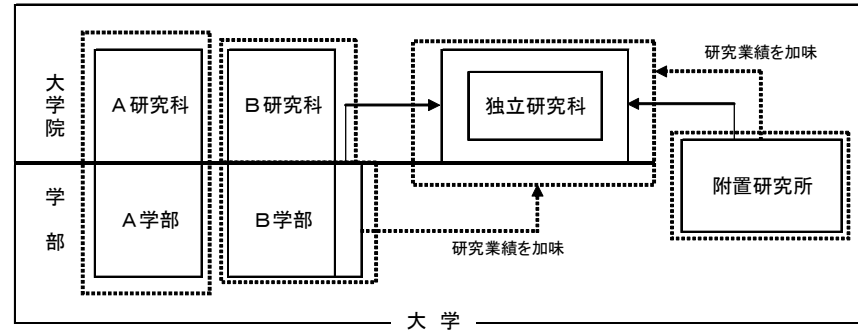 大学院
学部
A研究科
B研究科
独立研究科
研究業績を加味
附置研究所
A学部
B学部
研究業績を加味
大 学